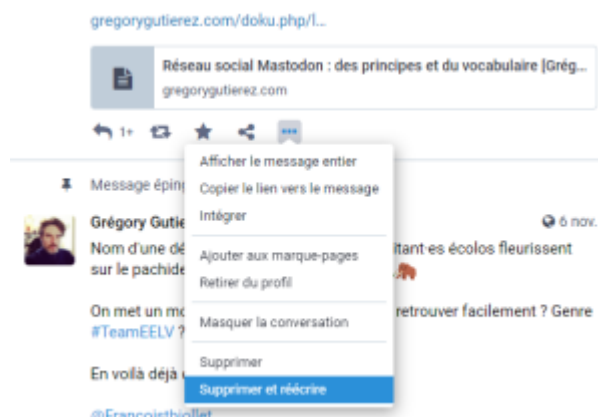 gregorygutierez.com/doku.php/l...
Réseau social Mastodon : des principes et du vocabulaire [Grég...
gregorygutierez.com
1+
Afficher le message entier
Message éping
Copier le lien vers le message
Intégrer
Grégory Gutie
6 nov.
Nom d'une dé
itant·es écolos fleurissent
Ajouter aux marque-pages
sur le pachide
Retirer du profil
On met un mo
retrouver facilement ? Genre
Masquer la conversation
#TeamEELV ?
Supprimer
En voilà déjà
Supprimer et réécrire
@Francoisthiollet